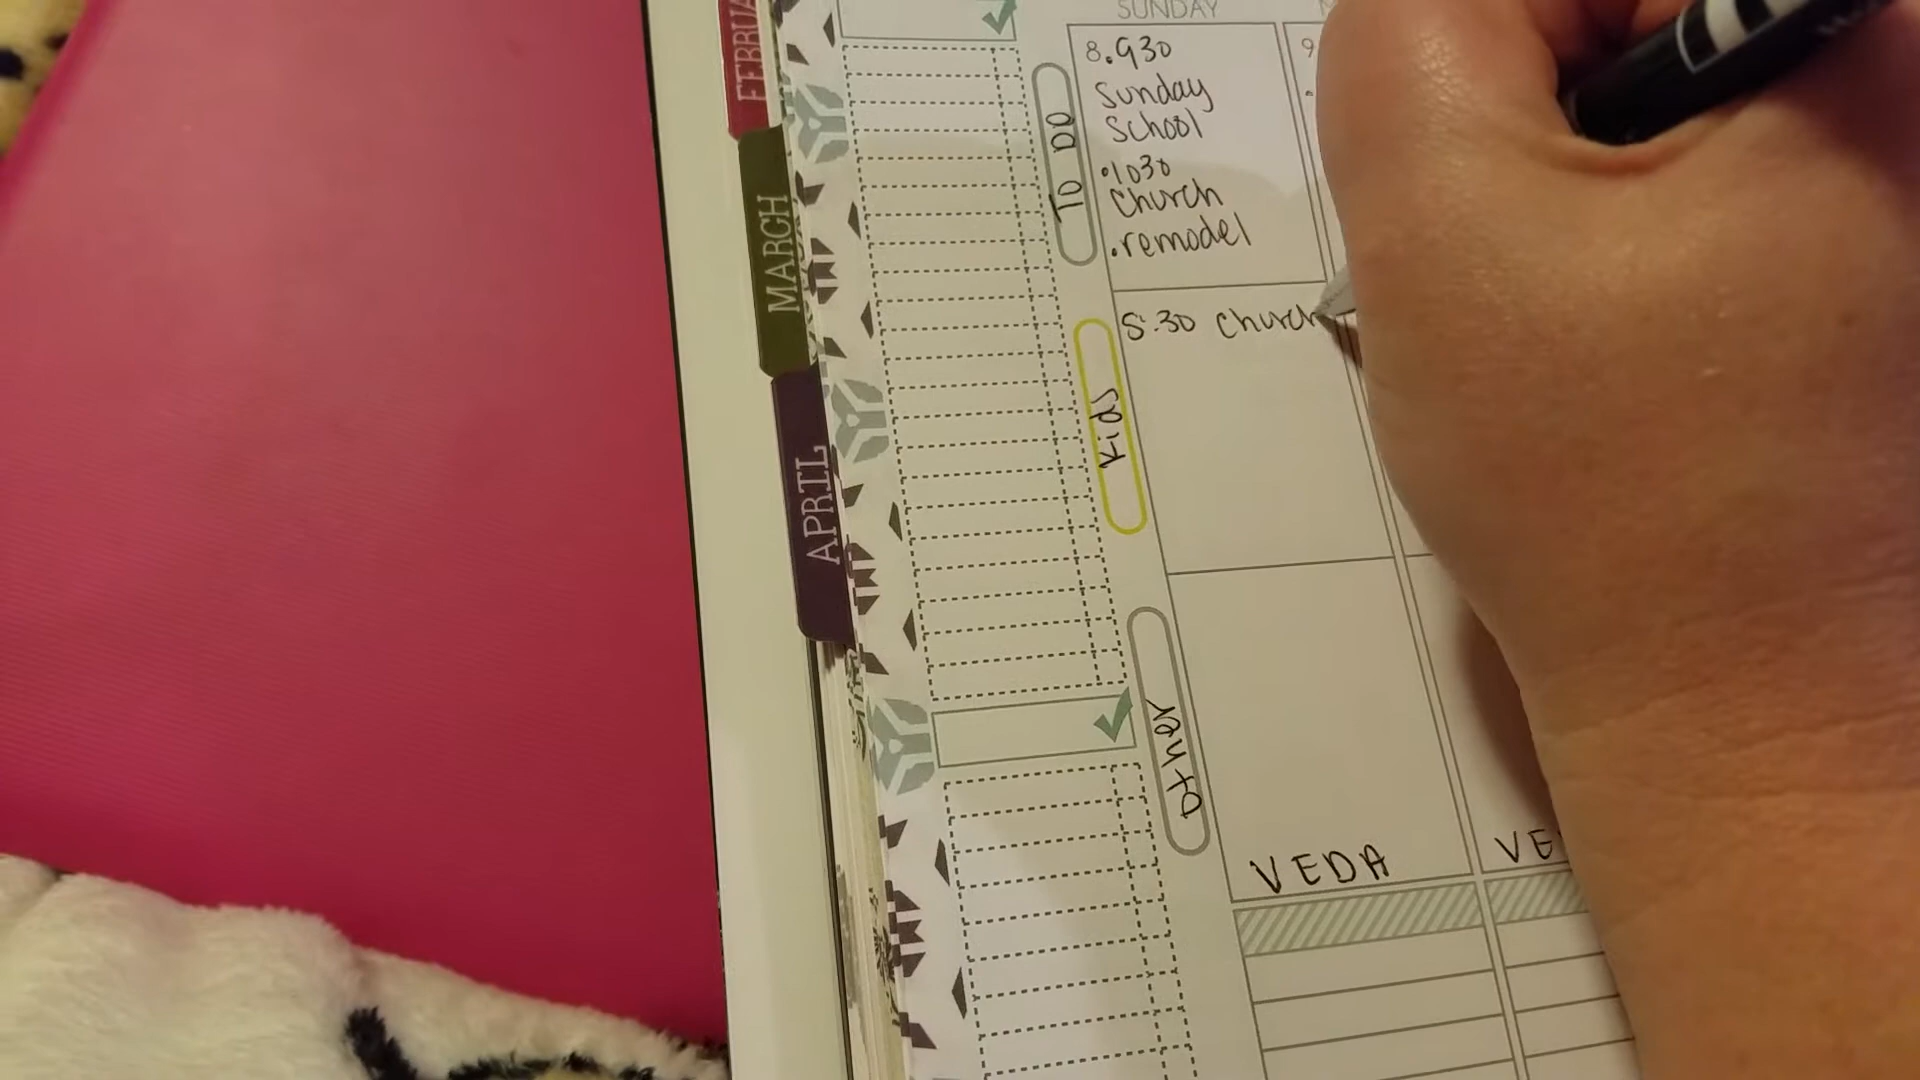 FEBRUA
MARCH
APRIL
SUNDAY
8.930
Sunday
School
.1030
Church
.remodel
9
TO DO
5:30 Church
Kids
Other
VEDA
VE